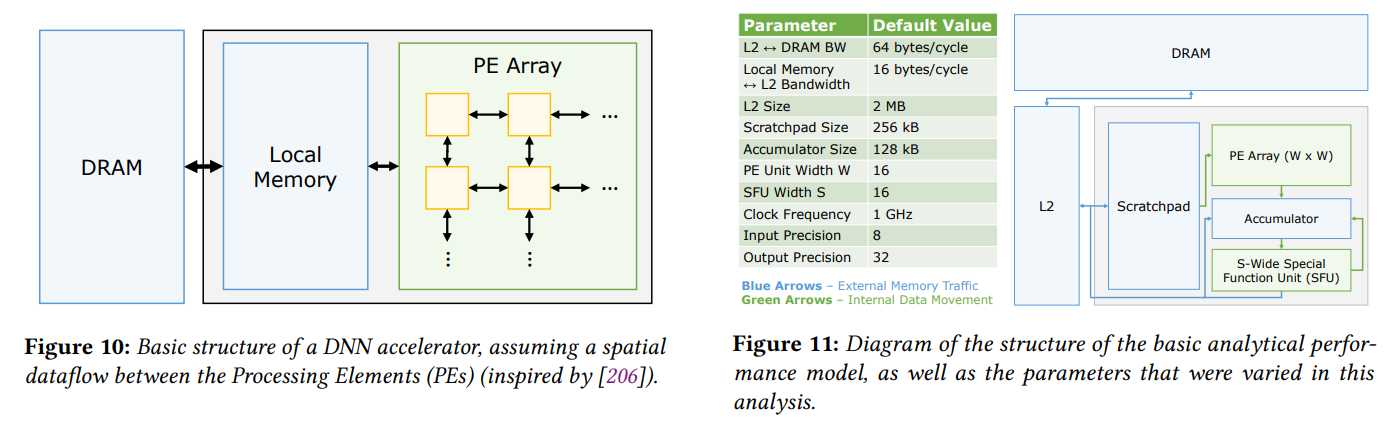 DRAM
Local
Memory
PE Array
...
...
⋮
⋮
Figure 10: Basic structure of a DNN accelerator, assuming a spatial
dataflow between the Processing Elements (PEs) (inspired by [206]).
Parameter Default Value
L2 ↔ DRAM BW 64 bytes/cycle
Local Memory 16 bytes/cycle
↔ L2 Bandwidth
L2 Size 2 MB
Scratchpad Size 256 kB
Accumulator Size 128 kB
PE Unit Width W 16
SFU Width S 16
Clock Frequency 1 GHz
Input Precision 8
Output Precision 32
Blue Arrows – External Memory Traffic
Green Arrows – Internal Data Movement
DRAM
L2
Scratchpad
PE Array (W x W)
Accumulator
S-Wide Special
Function Unit (SFU)
Figure 11: Diagram of the structure of the basic analytical perfor-
mance model, as well as the parameters that were varied in this
analysis.